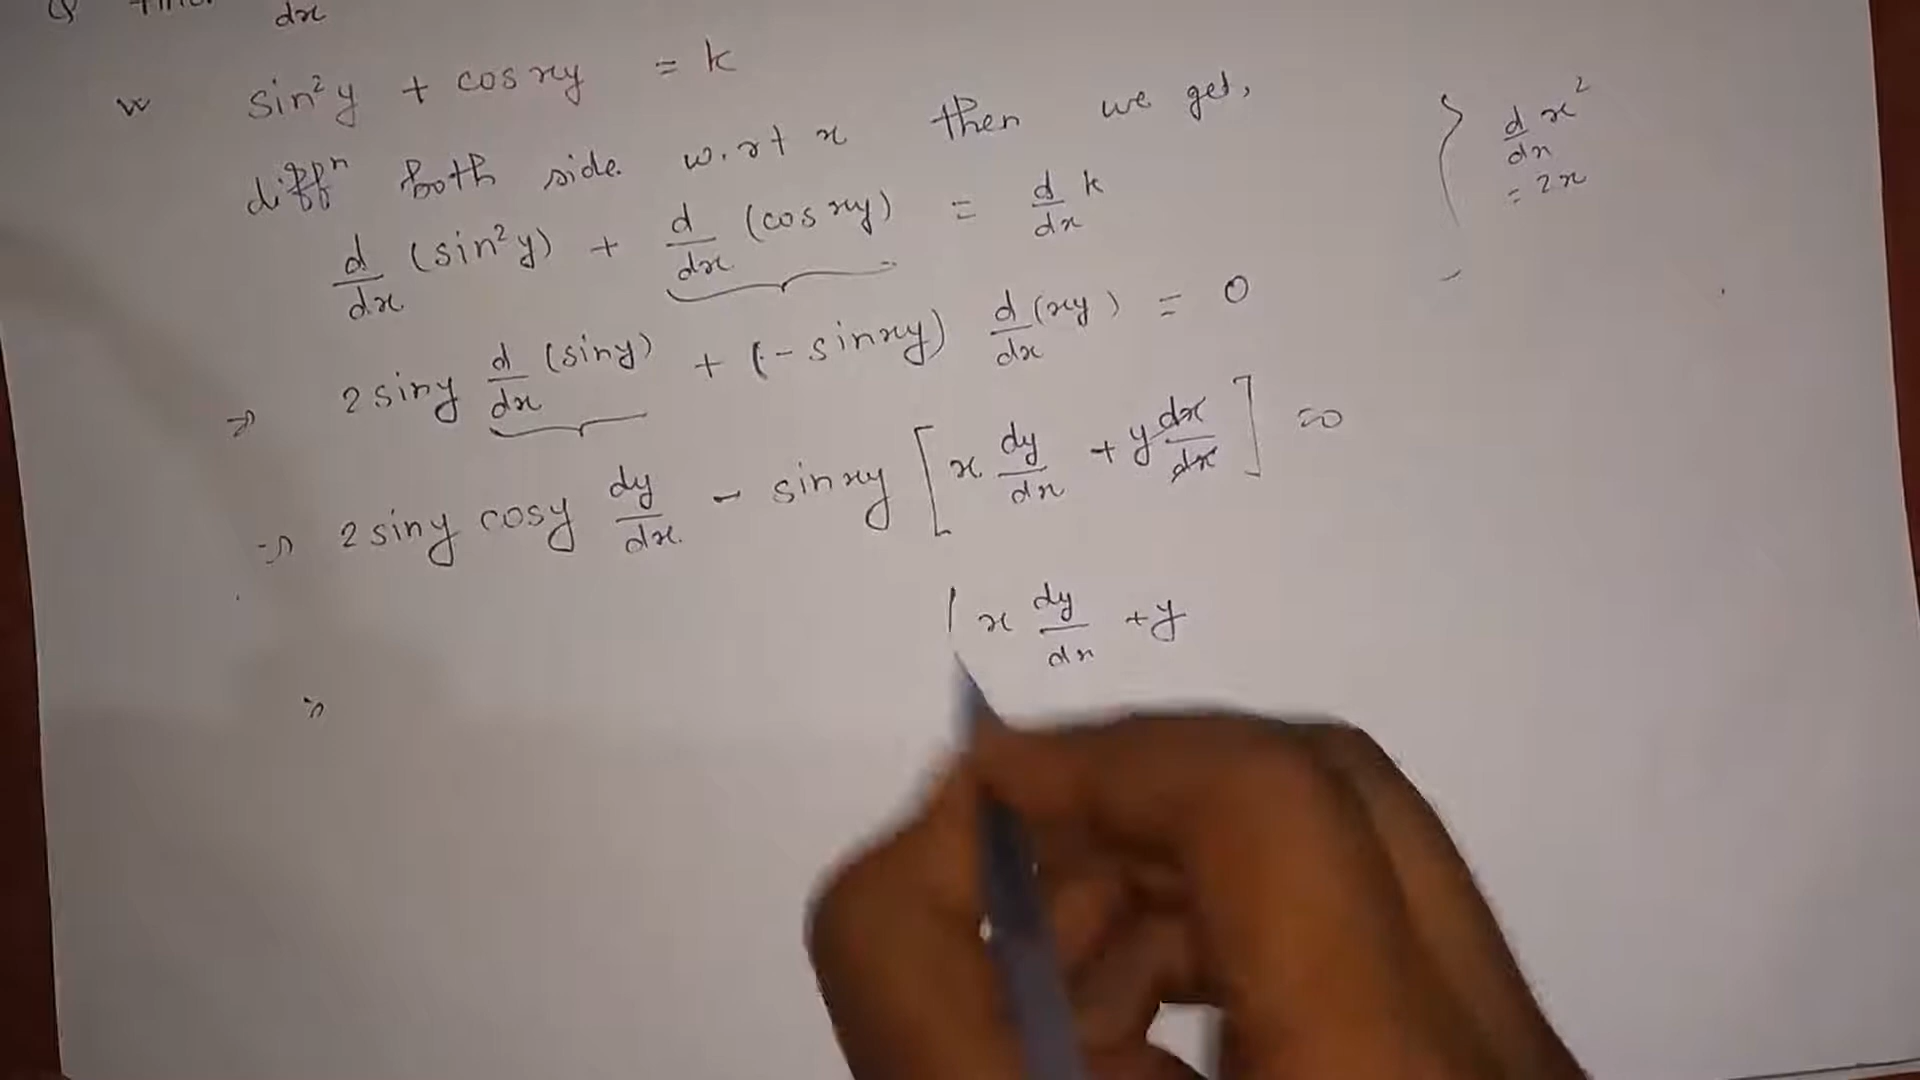 dx
w sin²y + cos xy = k
diffⁿ both side w.r.t x then we get,
d/dx (sin²y) + d/dx (cos xy) = d/dx k
⇒ 2 sin y d/dx (sin y) + (- sin xy) d/dx (xy) = 0
⇒ 2 sin y cos y dy/dx - sin xy [x dy/dx + y dx/dx] = 0
x dy/dx + y
d/dx x²
= 2x